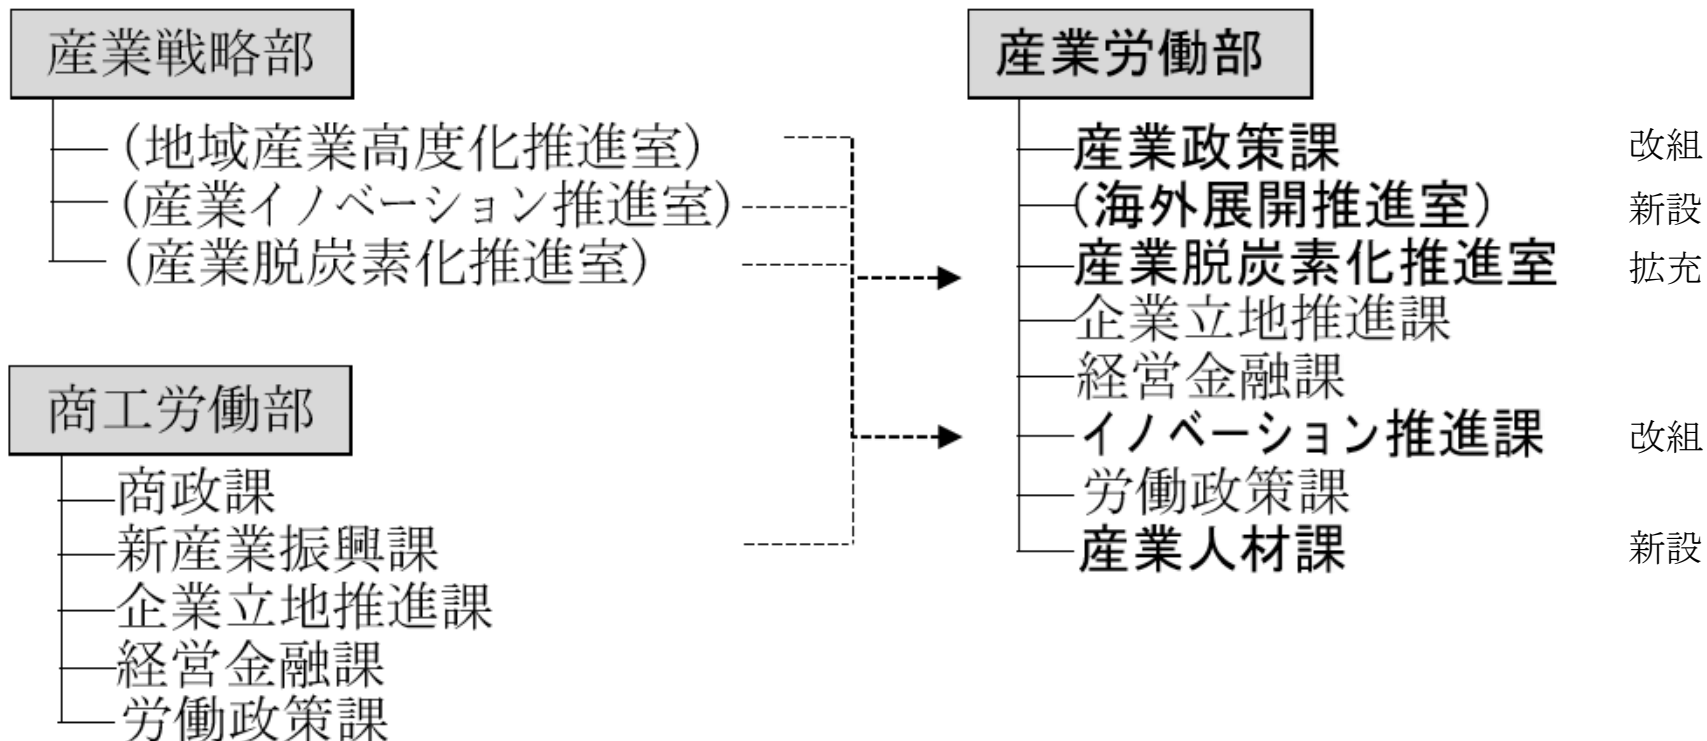 産業戦略部
(地域産業高度化推進室)
(産業イノベーション推進室)
(産業脱炭素化推進室)
商工労働部
商政課
新産業振興課
企業立地推進課
経営金融課
労働政策課
産業労働部
産業政策課 改組
(海外展開推進室) 新設
産業脱炭素化推進室 拡充
企業立地推進課
経営金融課
イノベーション推進課 改組
労働政策課
産業人材課 新設